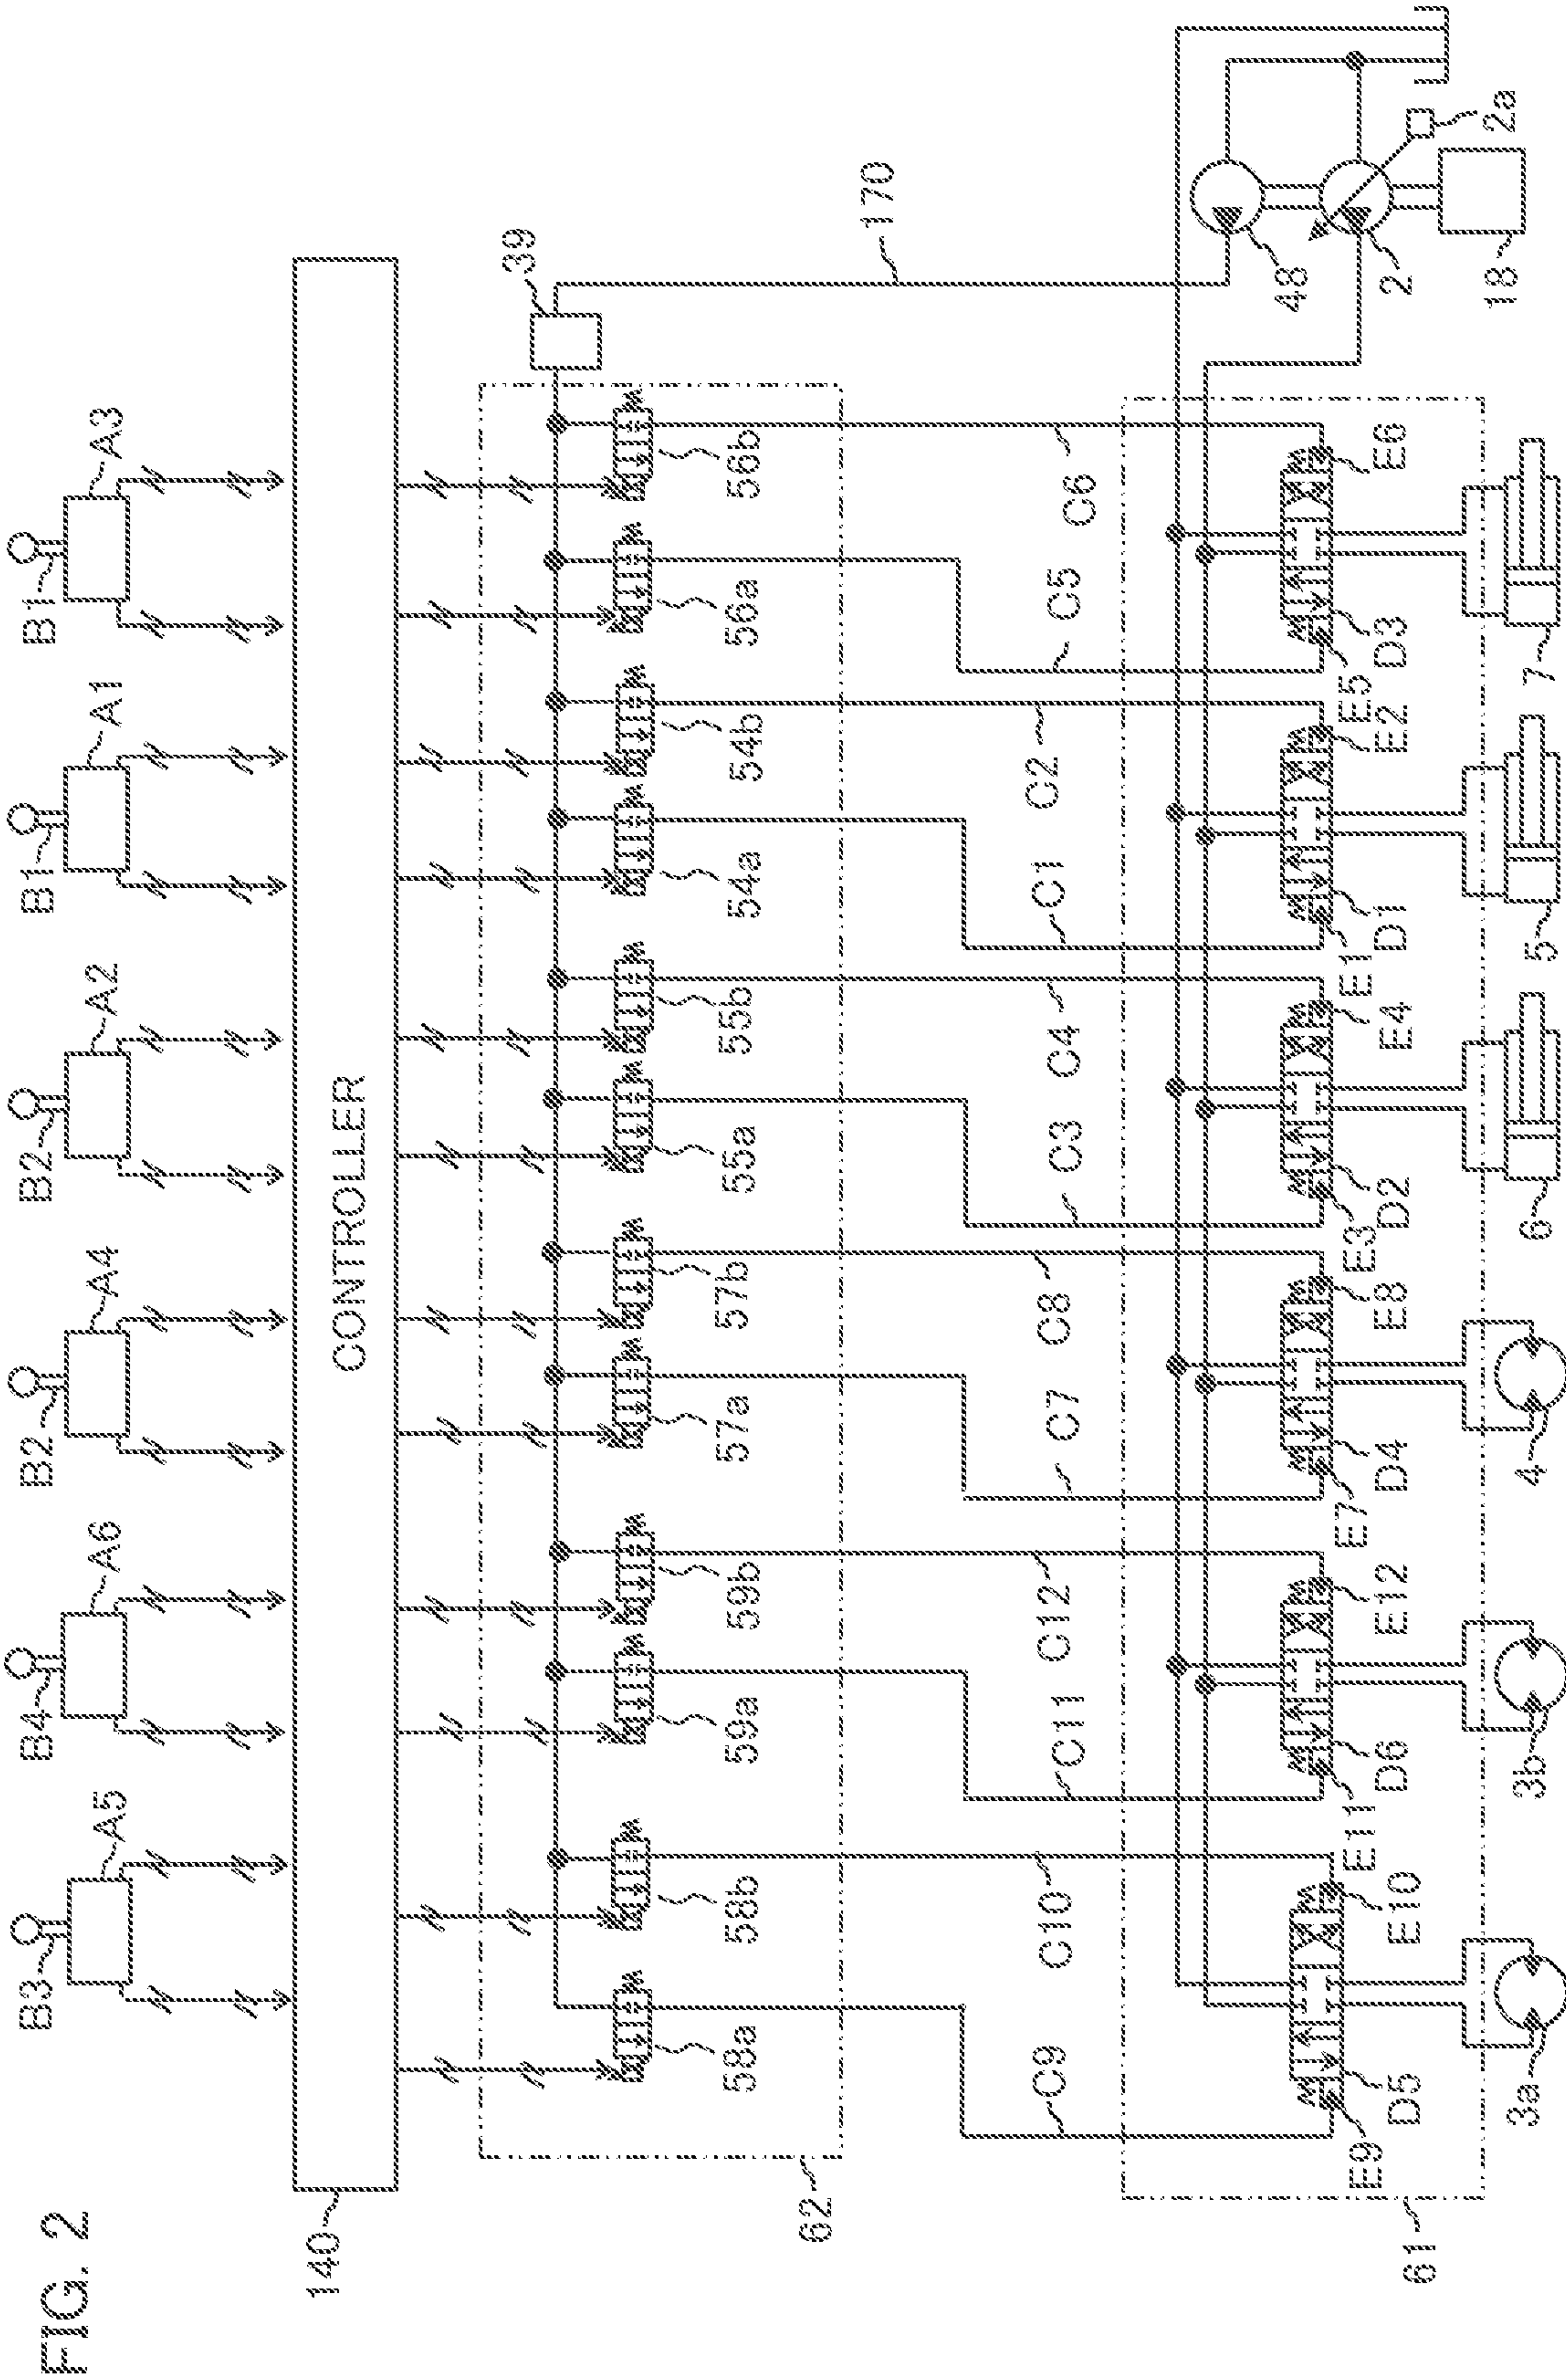 FIG. 2
B3
A5
B4
A6
B2
A4
B2
A2
B1
A1
B1
A3
140
CONTROLLER
39
170
58a
58b
59a
59b
57a
57b
55a
55b
54a
54b
56a
56b
62
C9
C10
C11
C12
C7
C8
C3
C4
C1
C2
C5
C6
48
2
2a
18
E9
D5
E10
E11
D6
E12
E7
D4
E8
E3
D2
E4
E1
D1
E2
E5
D3
E6
61
3a
3b
4
6
5
7